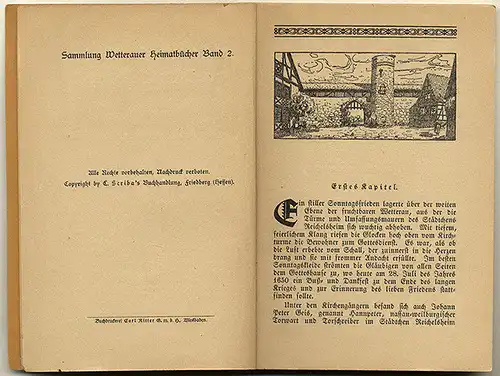 Sammlung Wetterauer Heimatbücher Band 2.
Alle Rechte vorbehalten, Nachdruck verboten.
Copyright by C. Scriba's Buchhandlung, Friedberg (Hessen).
Buchdruckerei Carl Ritter G. m. b. H., Wiesbaden.
Erstes Kapitel.
Ein stiller Sonntagsfrieden lagerte über der weiten
Ebene der fruchtbaren Wetterau, aus der die
Türme und Umfassungsmauern des Städtchens
Reichelsheim sich wuchtig abhoben. Mit tiefem,
feierlichem Klang riefen die Glocken hoch oben vom Kirch-
turme die Bewohner zum Gottesdienst. Es war, als ob
die Luft erbebte vom Schall, der zuinnerst in die Herzen
drang und sie mit frommer Andacht erfüllte. Im besten
Sonntagskleide strömten die Gläubigen von allen Seiten
dem Gotteshause zu, wo heute am 28. Juli des Jahres
1650 ein Buß- und Dankfest zu dem Ende des langen
Krieges und zur Erinnerung des lieben Friedens statt-
finden sollte.
Unter den Kirchengängern befand sich auch Johann
Peter Geis, genannt Hannpeter, nassau-weilburgischer
Torwart und Torschreiber im Städtchen Reichelsheim